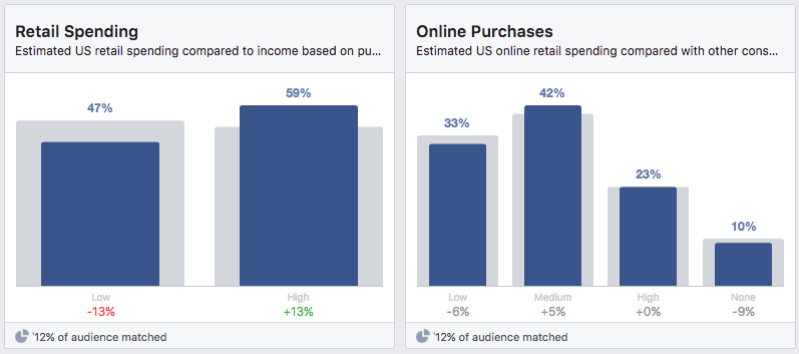 Retail Spending
Estimated US retail spending compared to income based on pu...
47%
59%
Low
High
-13%
+13%
'12% of audience matched
Online Purchases
Estimated US online retail spending compared with other cons...
33%
42%
23%
10%
Low
Medium
High
None
-6%
+5%
+0%
-9%
'12% of audience matched